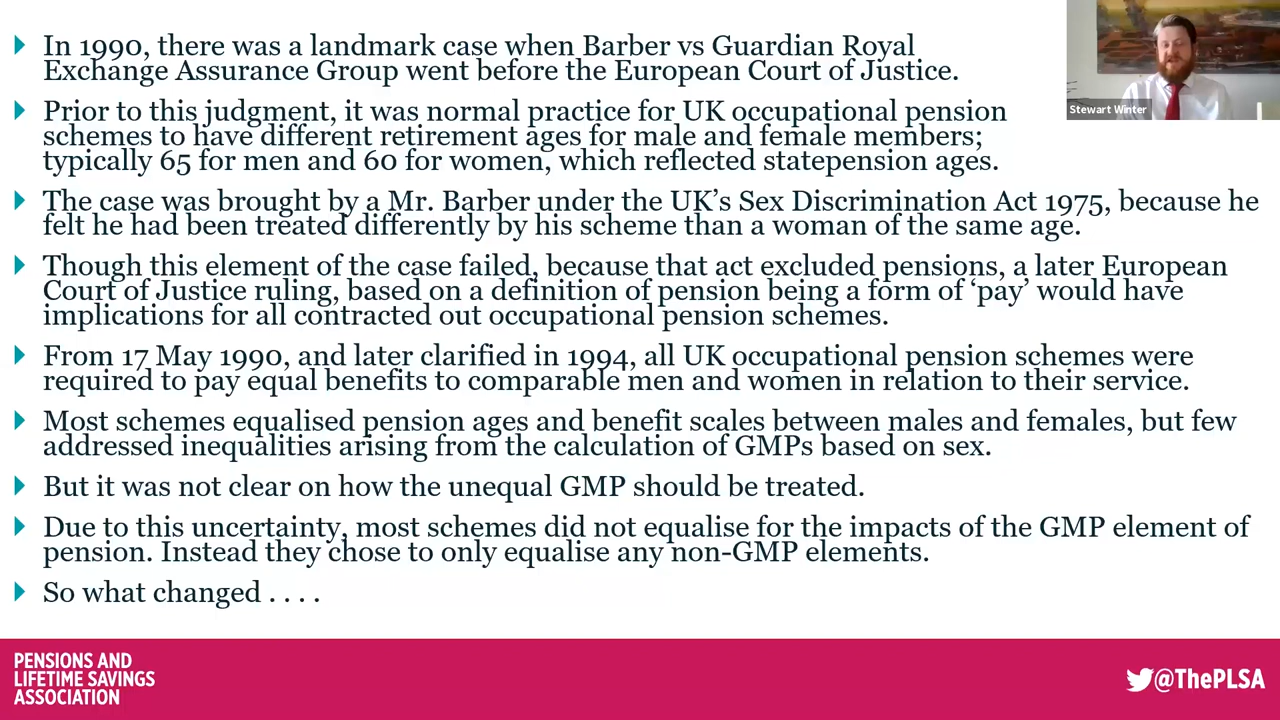 In 1990, there was a landmark case when Barber vs Guardian Royal
Exchange Assurance Group went before the European Court of Justice.
Prior to this judgment, it was normal practice for UK occupational pension
schemes to have different retirement ages for male and female members;
typically 65 for men and 60 for women, which reflected statepension ages.
The case was brought by a Mr. Barber under the UK's Sex Discrimination Act 1975, because he
felt he had been treated differently by his scheme than a woman of the same age.
Though this element of the case failed, because that act excluded pensions, a later European
Court of Justice ruling, based on a definition of pension being a form of 'pay' would have
implications for all contracted out occupational pension schemes.
From 17 May 1990, and later clarified in 1994, all UK occupational pension schemes were
required to pay equal benefits to comparable men and women in relation to their service.
Most schemes equalised pension ages and benefit scales between males and females, but few
addressed inequalities arising from the calculation of GMPs based on sex.
But it was not clear on how the unequal GMP should be treated.
Due to this uncertainty, most schemes did not equalise for the impacts of the GMP element of
pension. Instead they chose to only equalise any non-GMP elements.
So what changed . . . .
Stewart Winter
PENSIONS AND
LIFETIME SAVINGS
ASSOCIATION
@ThePLSA